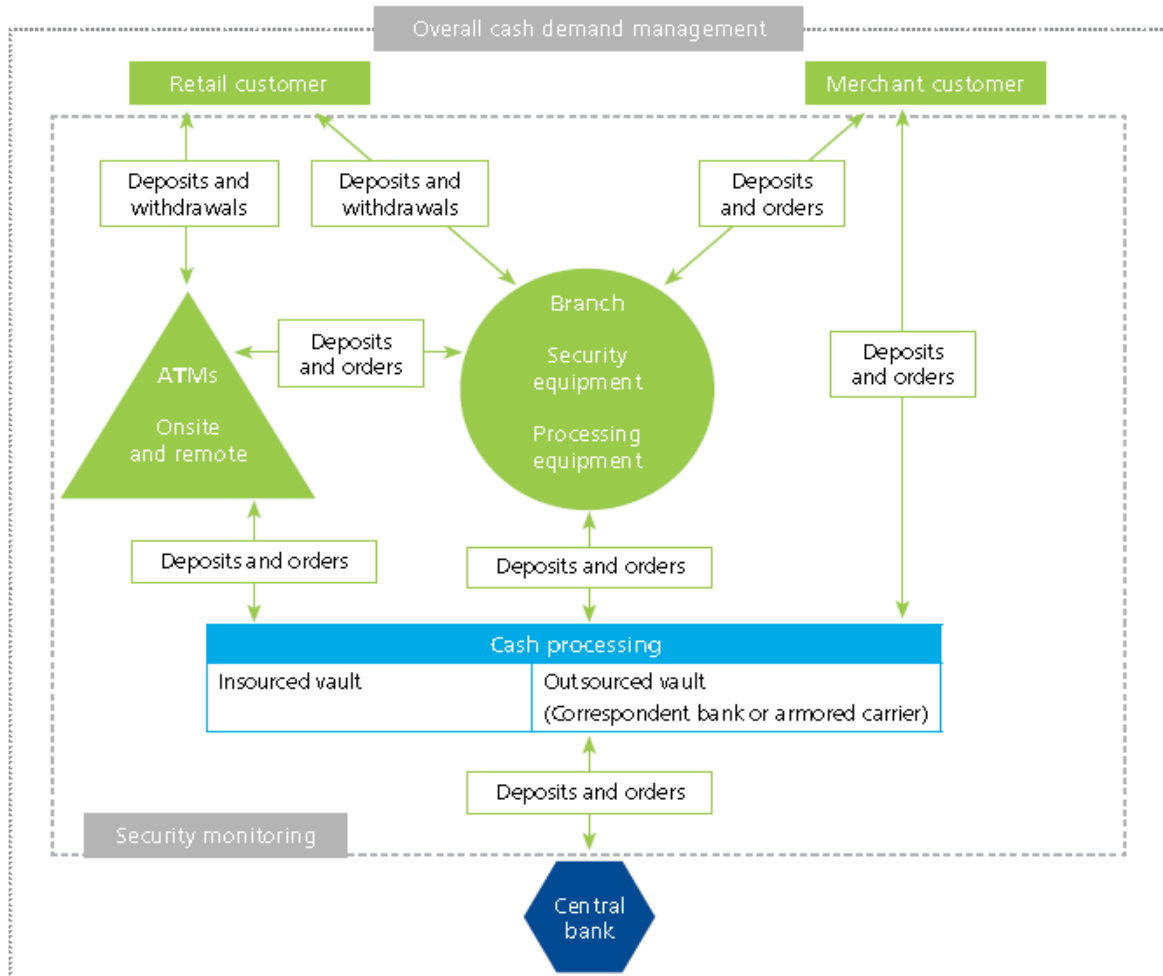 Overall cash demand management
Retail customer
Merchant customer
Deposits and
withdrawals
Deposits and
withdrawals
Deposits
and orders
Branch
Security
equipment
Processing
equipment
Deposits
and orders
ATMs
Onsite
and remote
Deposits
and orders
Deposits and orders
Deposits and orders
Cash processing
Insourced vault
Outsourced vault
(Correspondent bank or armored carrier)
Deposits and orders
Security monitoring
Central
bank